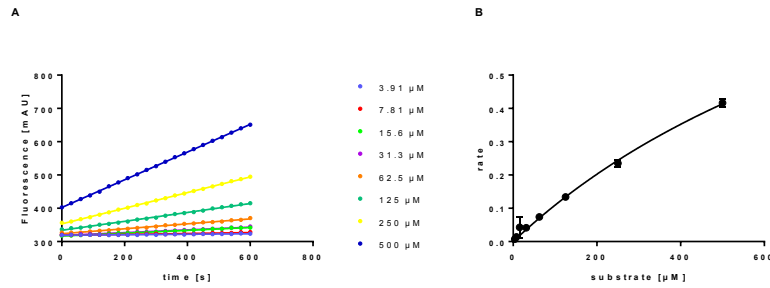 A
B
Fluorescence [mAU]
800
700
600
500
400
300
0
200
400
600
800
time [s]
3.91 µM
7.81 µM
15.6 µM
31.3 µM
62.5 µM
125 µM
250 µM
500 µM
rate
0.5
0.4
0.3
0.2
0.1
0.0
0
200
400
600
substrate [µM]